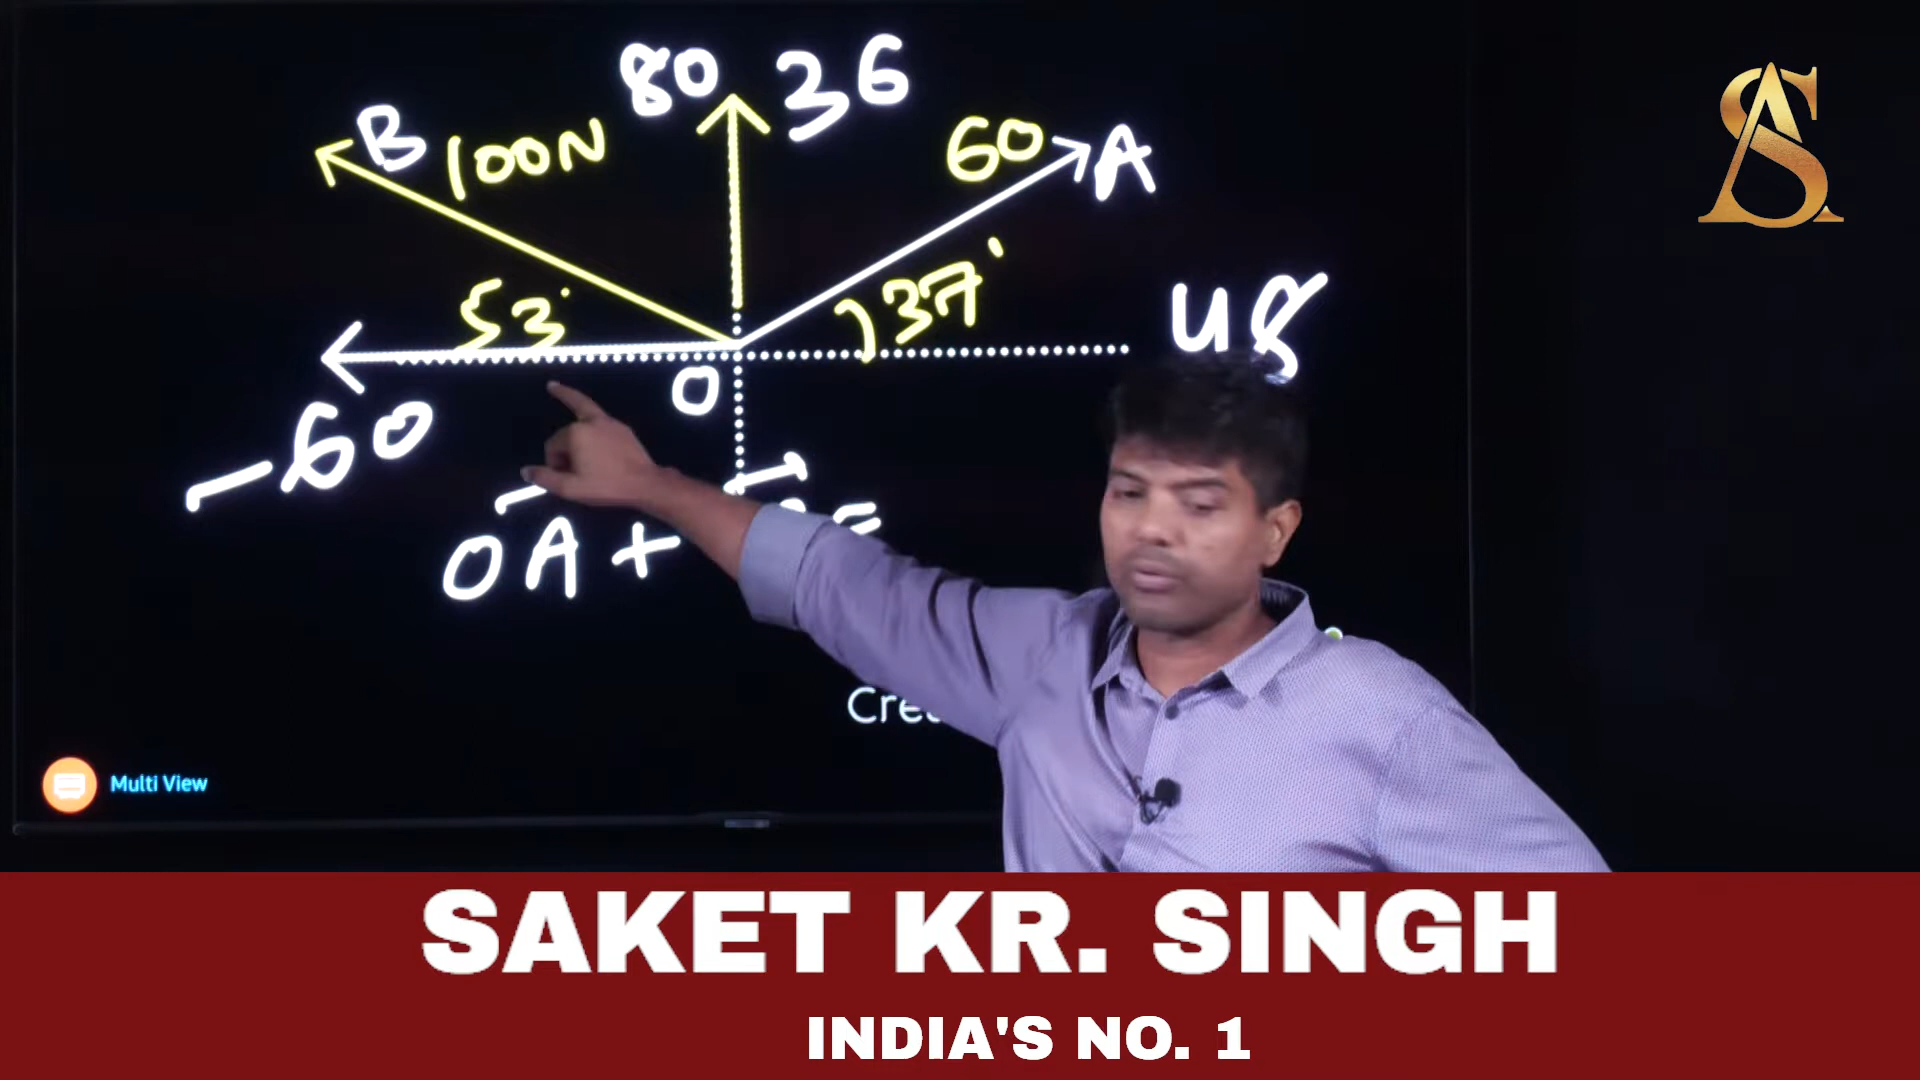 80 36
B 100N
60 A
53°
37°
48
O
-60
OA + =
Cre
Multi View
SAKET KR. SINGH
INDIA'S NO. 1